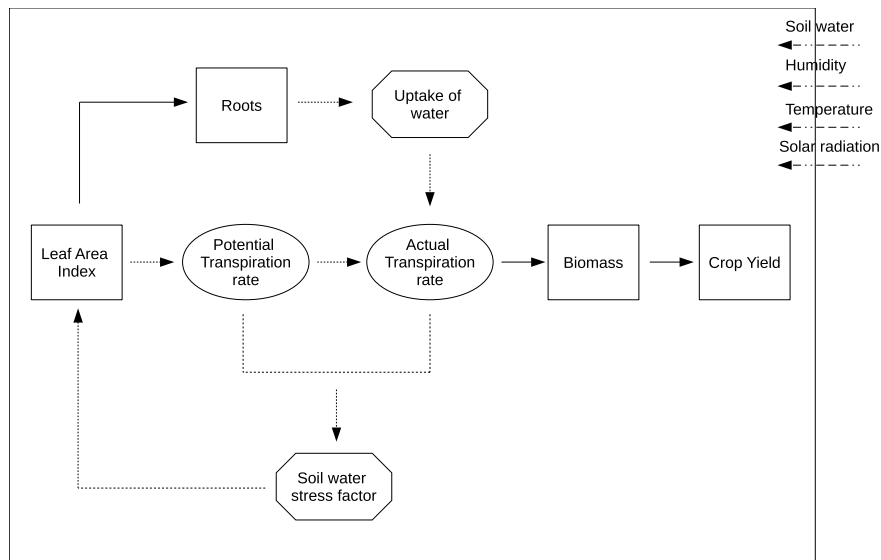 Soil water
Humidity
Temperature
Solar radiation
Roots
Uptake of
water
Leaf Area
Index
Potential
Transpiration
rate
Actual
Transpiration
rate
Biomass
Crop Yield
Soil water
stress factor